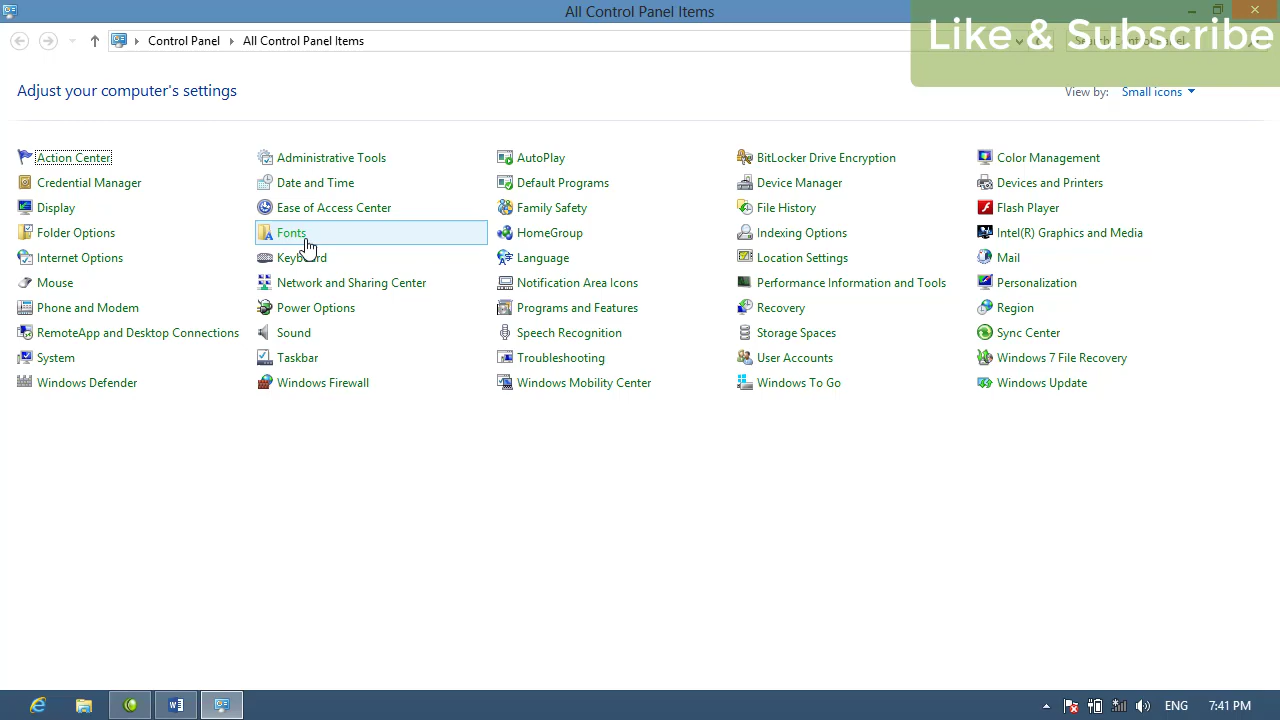 All Control Panel Items
Like & Subscribe
Control Panel
All Control Panel Items
Search Control Panel
Adjust your computer's settings
View by:
Small icons
Action Center
Administrative Tools
AutoPlay
BitLocker Drive Encryption
Color Management
Credential Manager
Date and Time
Default Programs
Device Manager
Devices and Printers
Display
Ease of Access Center
Family Safety
File History
Flash Player
Folder Options
Fonts
HomeGroup
Indexing Options
Intel(R) Graphics and Media
Internet Options
Keyboard
Language
Location Settings
Mail
Mouse
Network and Sharing Center
Notification Area Icons
Performance Information and Tools
Personalization
Phone and Modem
Power Options
Programs and Features
Recovery
Region
RemoteApp and Desktop Connections
Sound
Speech Recognition
Storage Spaces
Sync Center
System
Taskbar
Troubleshooting
User Accounts
Windows 7 File Recovery
Windows Defender
Windows Firewall
Windows Mobility Center
Windows To Go
Windows Update
ENG
7:41 PM